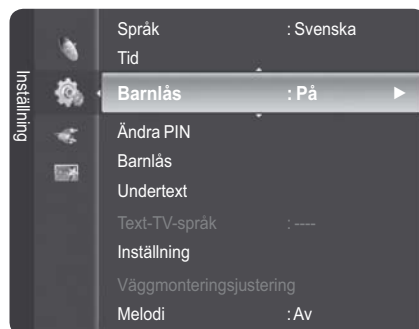 Inställning
Språk : Svenska
Tid
Barnlås : På
Ändra PIN
Barnlås
Undertext
Text-TV-språk : ----
Inställning
Väggmonteringsjustering
Melodi : Av